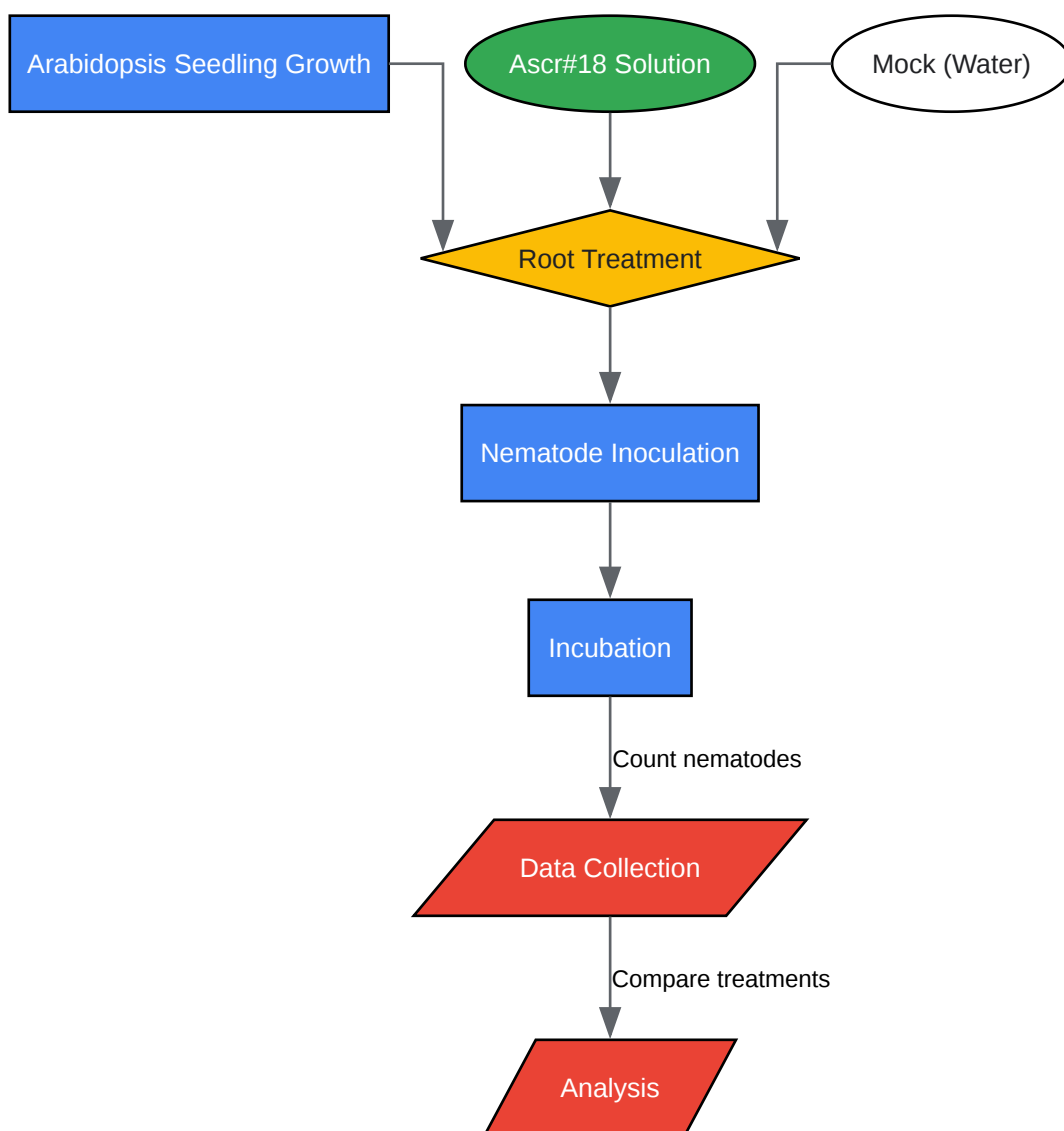 Arabidopsis Seedling Growth
Ascr#18 Solution
Mock (Water)
Root Treatment
Nematode Inoculation
Incubation
Count nematodes
Data Collection
Compare treatments
Analysis